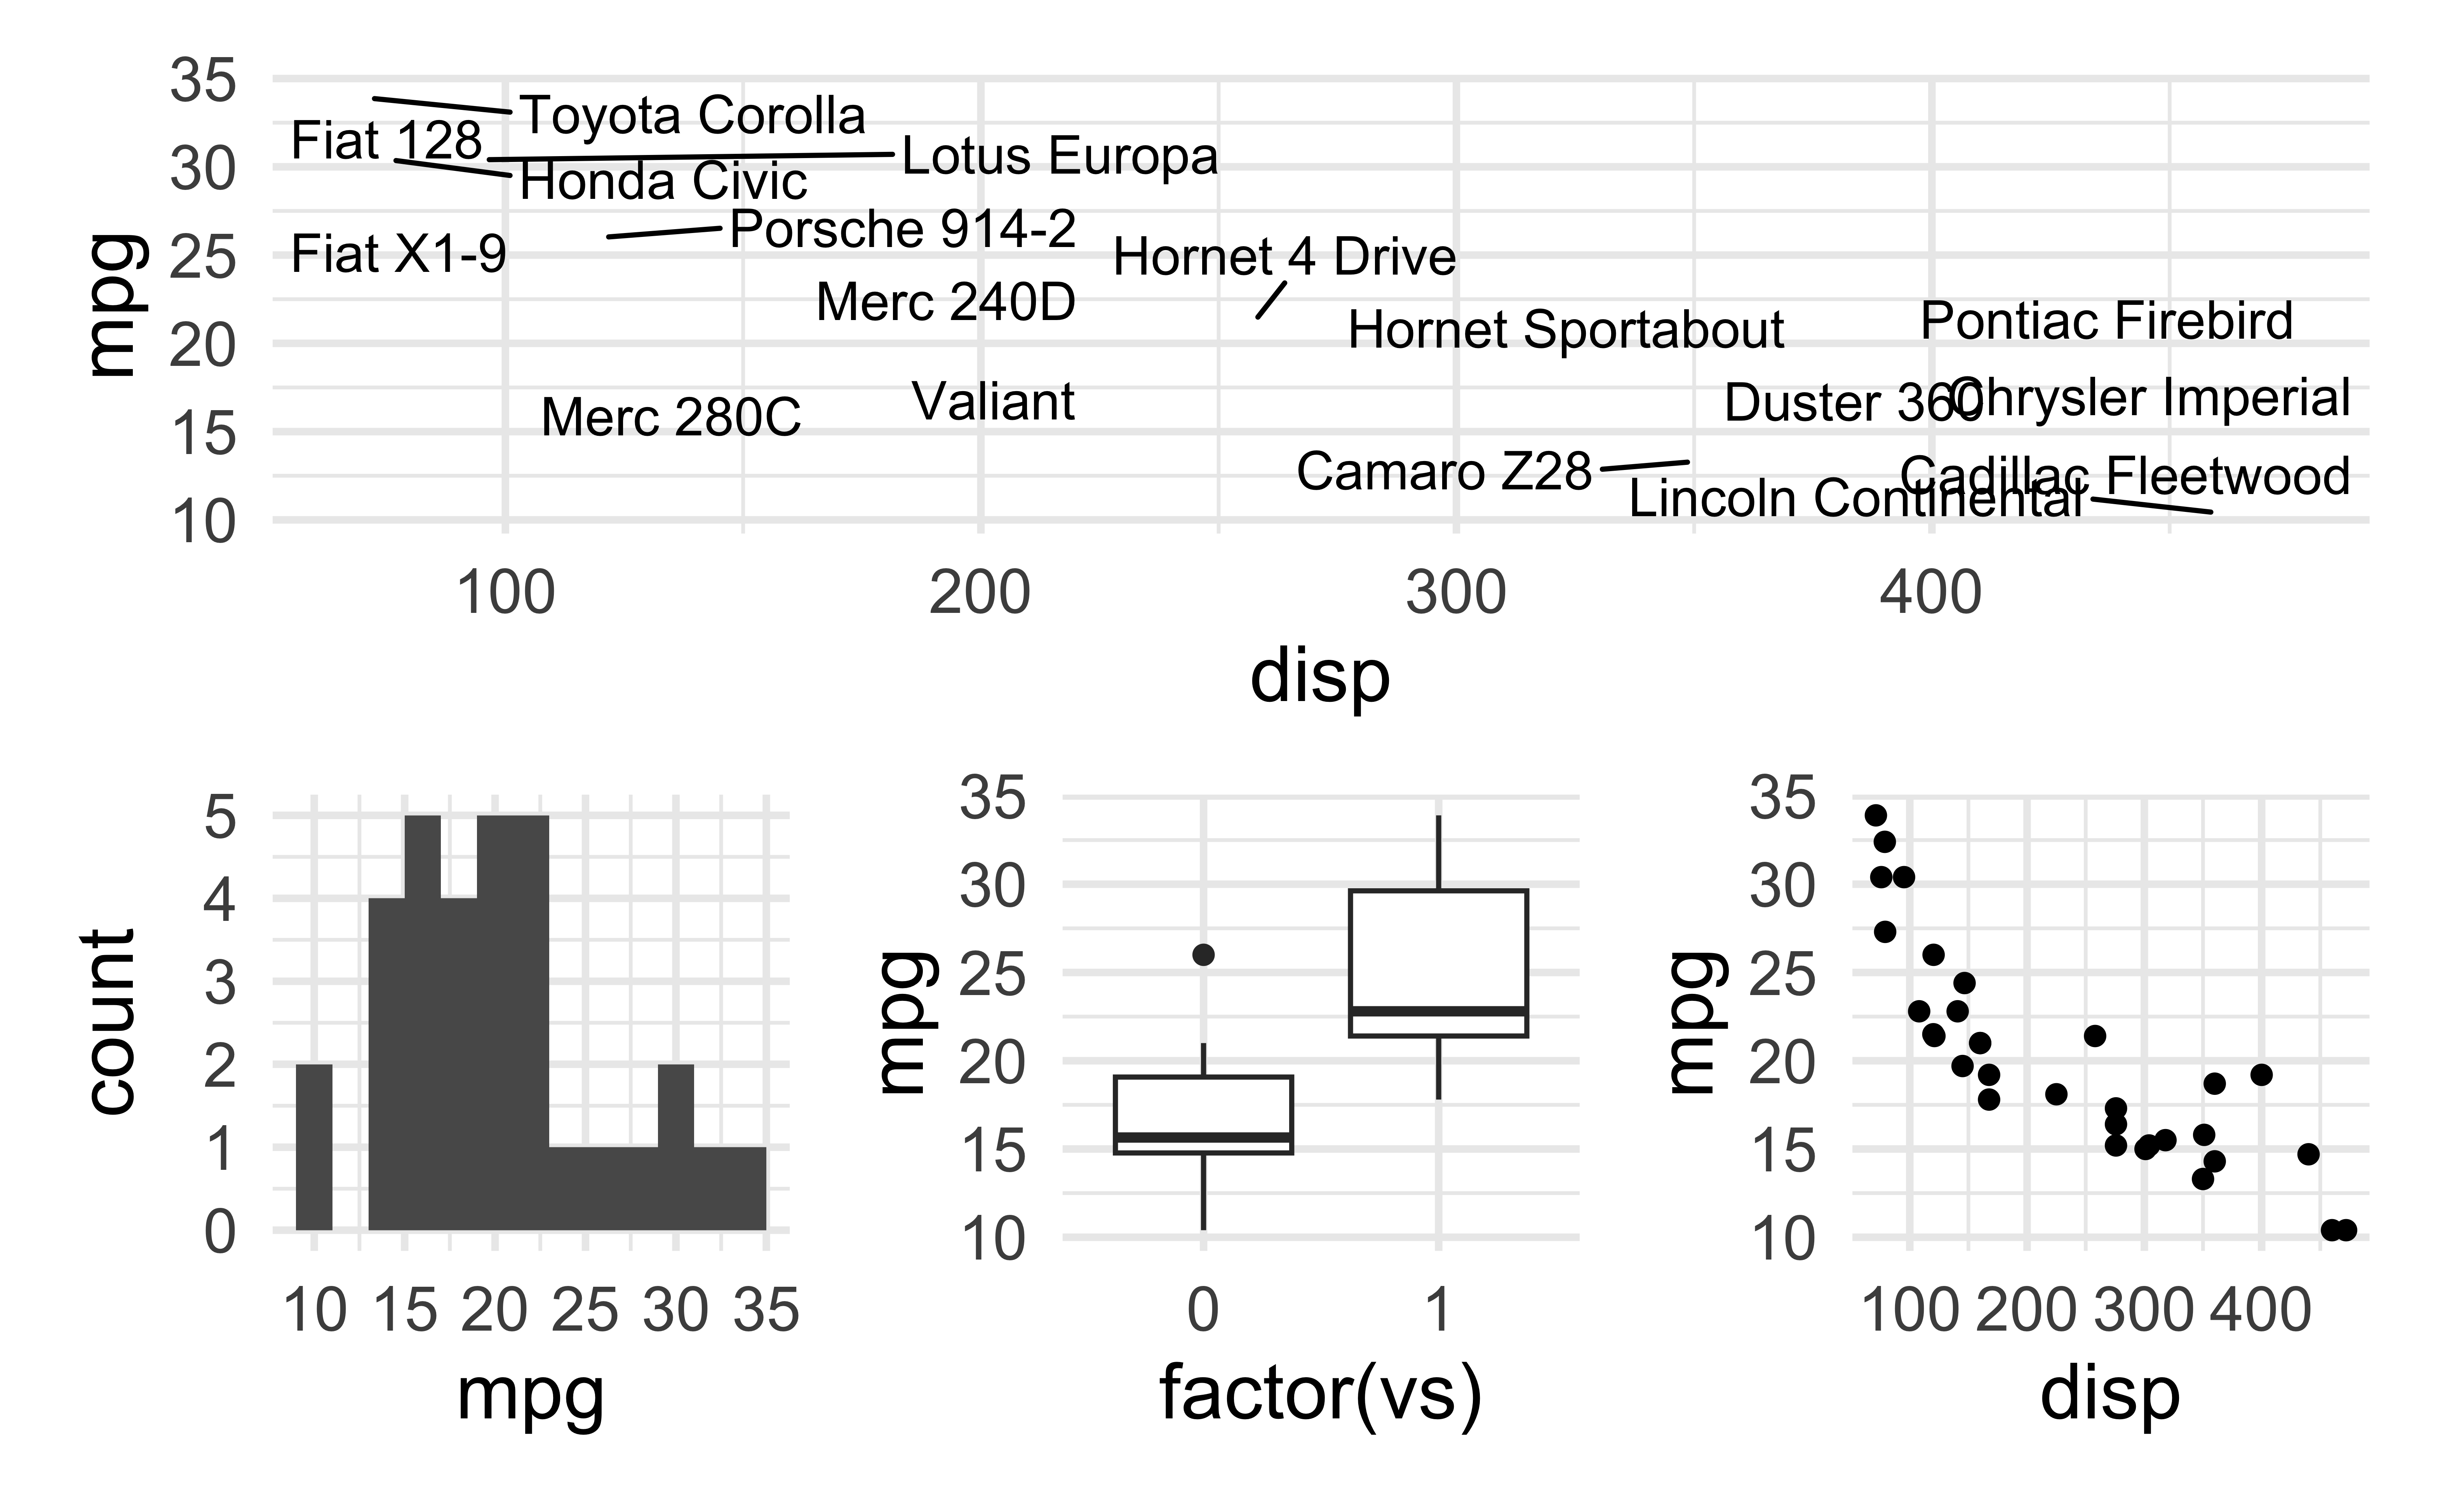 mpg
35
30
25
20
15
10
Toyota Corolla
Fiat 128
Lotus Europa
Honda Civic
Porsche 914-2
Fiat X1-9
Hornet 4 Drive
Merc 240D
Hornet Sportabout
Pontiac Firebird
Valiant
Merc 280C
Duster 360
Chrysler Imperial
Camaro Z28
Cadillac Fleetwood
Lincoln Continental
100 200 300 400
disp
count
5
4
3
2
1
0
10 15 20 25 30 35
mpg
mpg
35
30
25
20
15
10
0 1
factor(vs)
mpg
35
30
25
20
15
10
100 200 300 400
disp